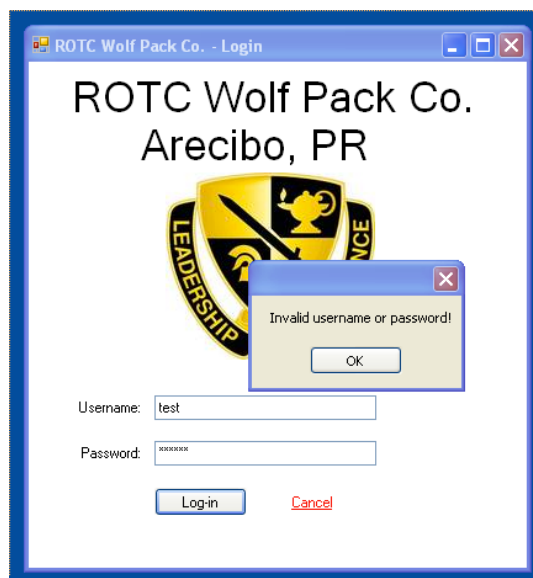 ROTC Wolf Pack Co. - Login
ROTC Wolf Pack Co.
Arecibo, PR
LEADERSHIP
NCE
Invalid username or password!
OK
Username: test
Password: ******
Log-in Cancel